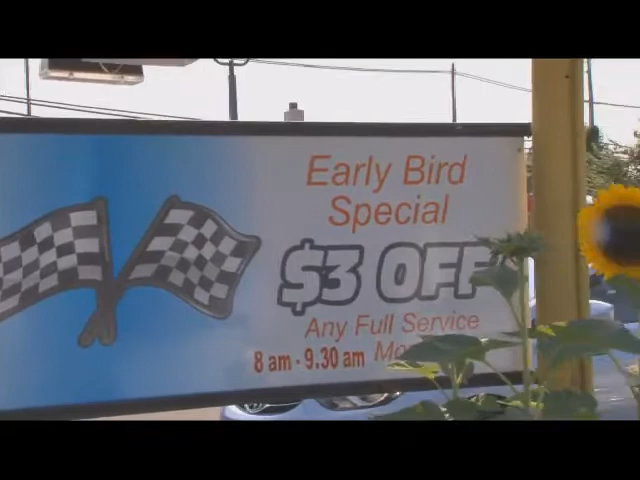 Early Bird
Special
$3 OFF
Any Full Service
8 am - 9.30 am